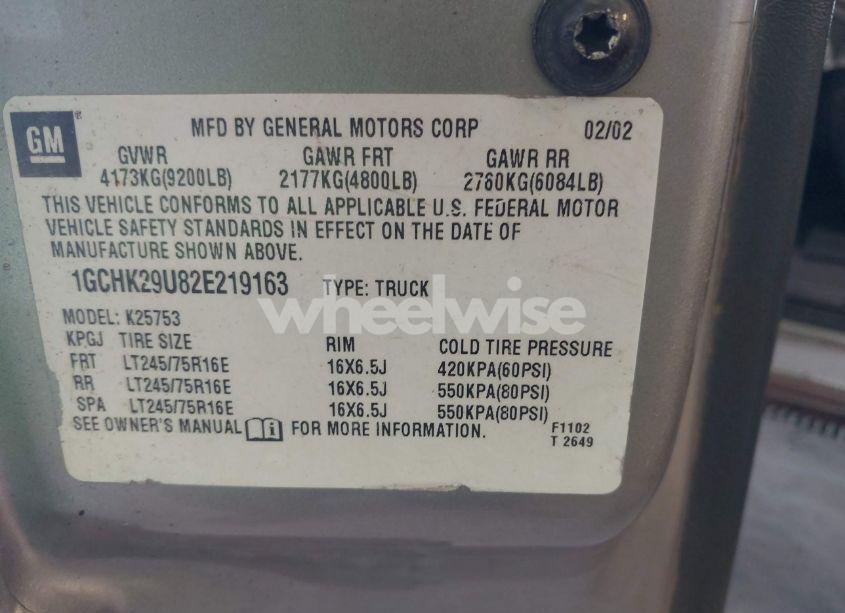 GM
MFD BY GENERAL MOTORS CORP 02/02
GVWR GAWR FRT GAWR RR
4173KG(9200LB) 2177KG(4800LB) 2760KG(6084LB)
THIS VEHICLE CONFORMS TO ALL APPLICABLE U.S. FEDERAL MOTOR
VEHICLE SAFETY STANDARDS IN EFFECT ON THE DATE OF
MANUFACTURE SHOWN ABOVE.
1GCHK29U82E219163 TYPE: TRUCK
wheelwise
MODEL: K25753
KPGJ TIRE SIZE RIM COLD TIRE PRESSURE
FRT LT245/75R16E 16X6.5J 420KPA(60PSI)
RR LT245/75R16E 16X6.5J 550KPA(80PSI)
SPA LT245/75R16E 16X6.5J 550KPA(80PSI)
SEE OWNER'S MANUAL i FOR MORE INFORMATION. F1102
T 2649